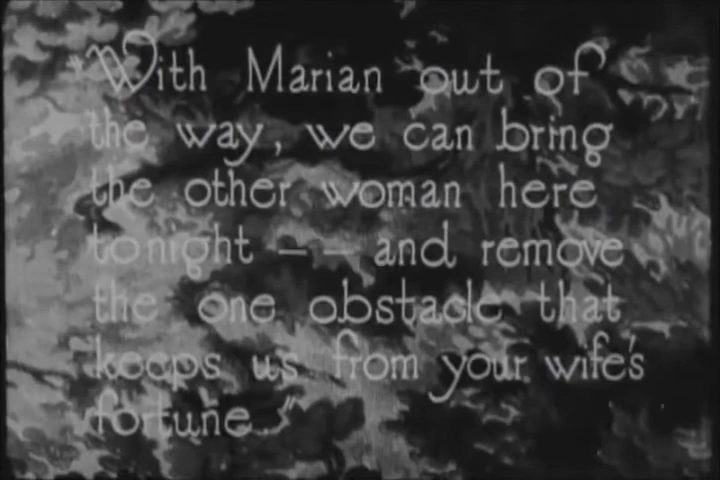 "With Marian out of
the way, we can bring
the other woman here
tonight -- and remove
the one obstacle that
keeps us from your wife's
fortune."